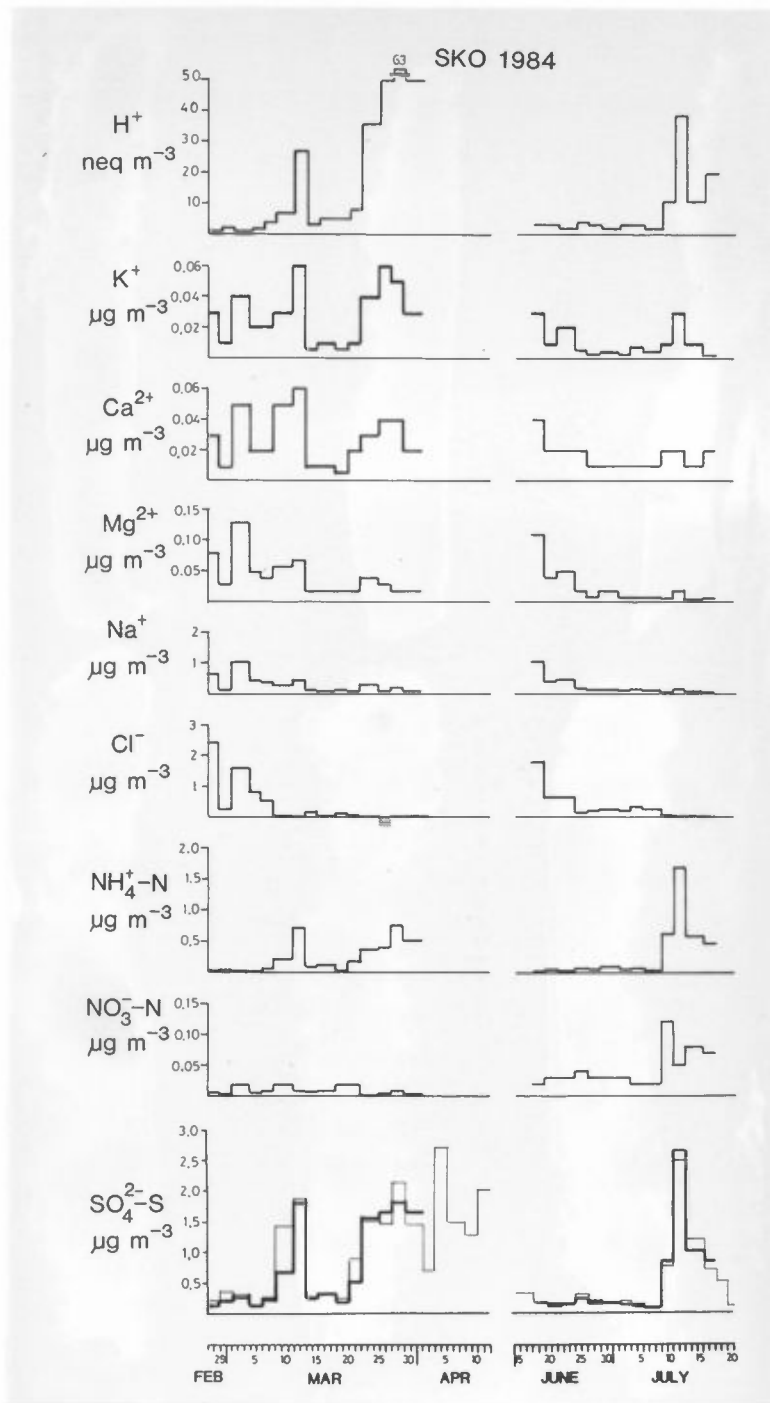 SKO 1984
63
H⁺
neq m⁻³
50
40
30
20
10
K⁺
µg m⁻³
0,06
0,04
0,02
Ca²⁺
µg m⁻³
0,06
0,04
0,02
Mg²⁺
µg m⁻³
0,15
0,10
0,05
Na⁺
µg m⁻³
2
1
Cl⁻
µg m⁻³
3
2
1
NH₄⁺-N
µg m⁻³
2.0
1.5
1.0
0,5
NO₃⁻-N
µg m⁻³
0,15
0,10
0,05
SO₄²⁻-S
µg m⁻³
3,0
2,5
2,0
1,5
1,0
0,5
29 5 10 15 20 25 30 5 10 15 20 25 5 10 15 20
FEB MAR APR JUNE JULY